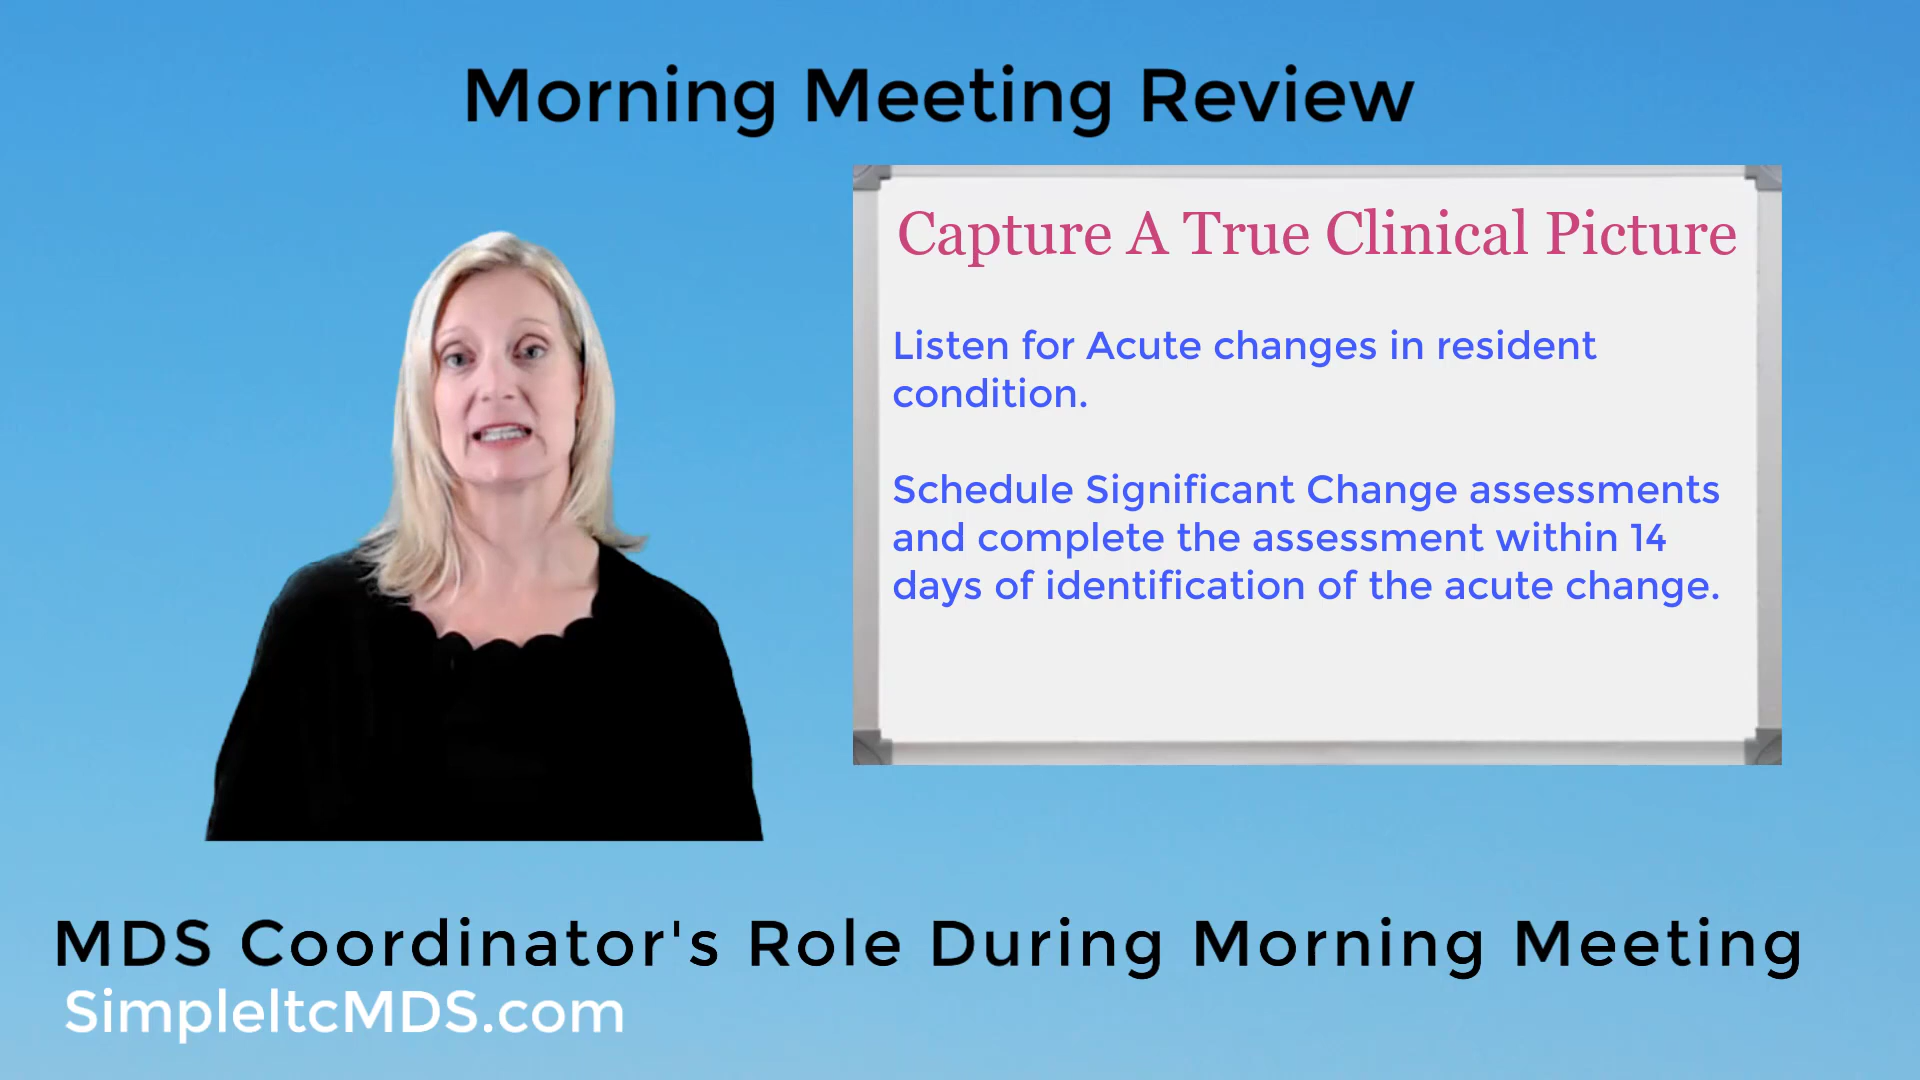 Morning Meeting Review
Capture A True Clinical Picture
Listen for Acute changes in resident
condition.
Schedule Significant Change assessments
and complete the assessment within 14
days of identification of the acute change.
MDS Coordinator's Role During Morning Meeting
SimpleltcMDS.com